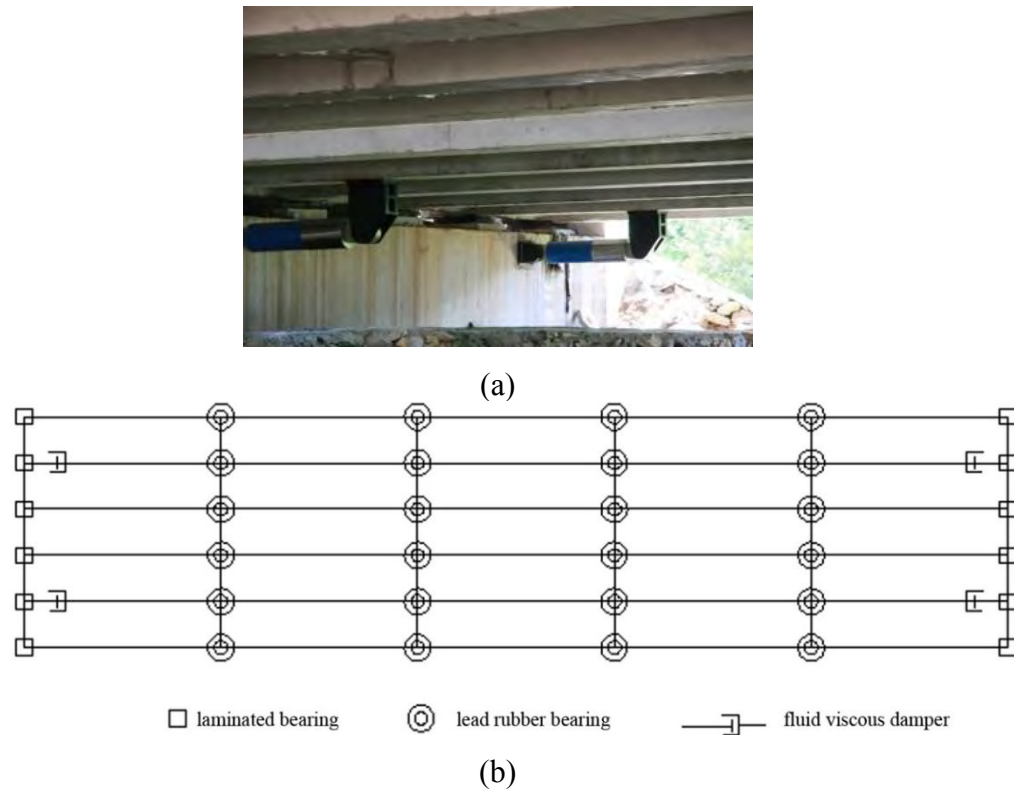 (a)
laminated bearing lead rubber bearing fluid viscous damper
(b)